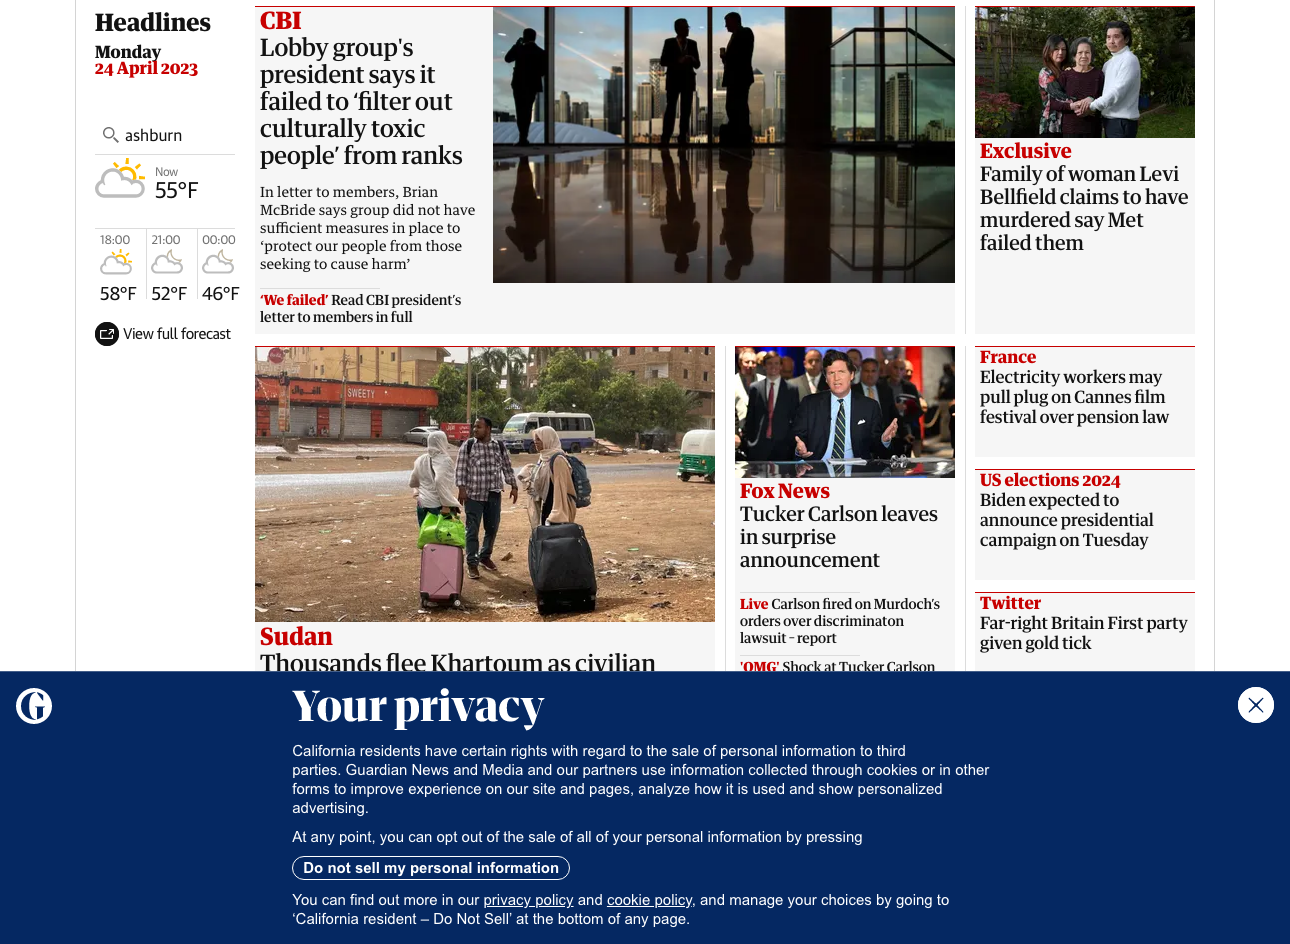 Headlines
Monday
24 April 2023
ashburn
Now
55°F
18:00
21:00
00:00
58°F
52°F
46°F
View full forecast
CBI
Lobby group's
president says it
failed to ‘filter out
culturally toxic
people’ from ranks
In letter to members, Brian
McBride says group did not have
sufficient measures in place to
‘protect our people from those
seeking to cause harm’
‘We failed’ Read CBI president’s
letter to members in full
Exclusive
Family of woman Levi
Bellfield claims to have
murdered say Met
failed them
SWEETY
Sudan
Thousands flee Khartoum as civilian
Fox News
Tucker Carlson leaves
in surprise
announcement
Live Carlson fired on Murdoch’s
orders over discriminaton
lawsuit – report
'OMG' Shock at Tucker Carlson
France
Electricity workers may
pull plug on Cannes film
festival over pension law
US elections 2024
Biden expected to
announce presidential
campaign on Tuesday
Twitter
Far-right Britain First party
given gold tick
Your privacy
California residents have certain rights with regard to the sale of personal information to third
parties. Guardian News and Media and our partners use information collected through cookies or in other
forms to improve experience on our site and pages, analyze how it is used and show personalized
advertising.
At any point, you can opt out of the sale of all of your personal information by pressing
Do not sell my personal information
You can find out more in our privacy policy and cookie policy, and manage your choices by going to
‘California resident – Do Not Sell’ at the bottom of any page.